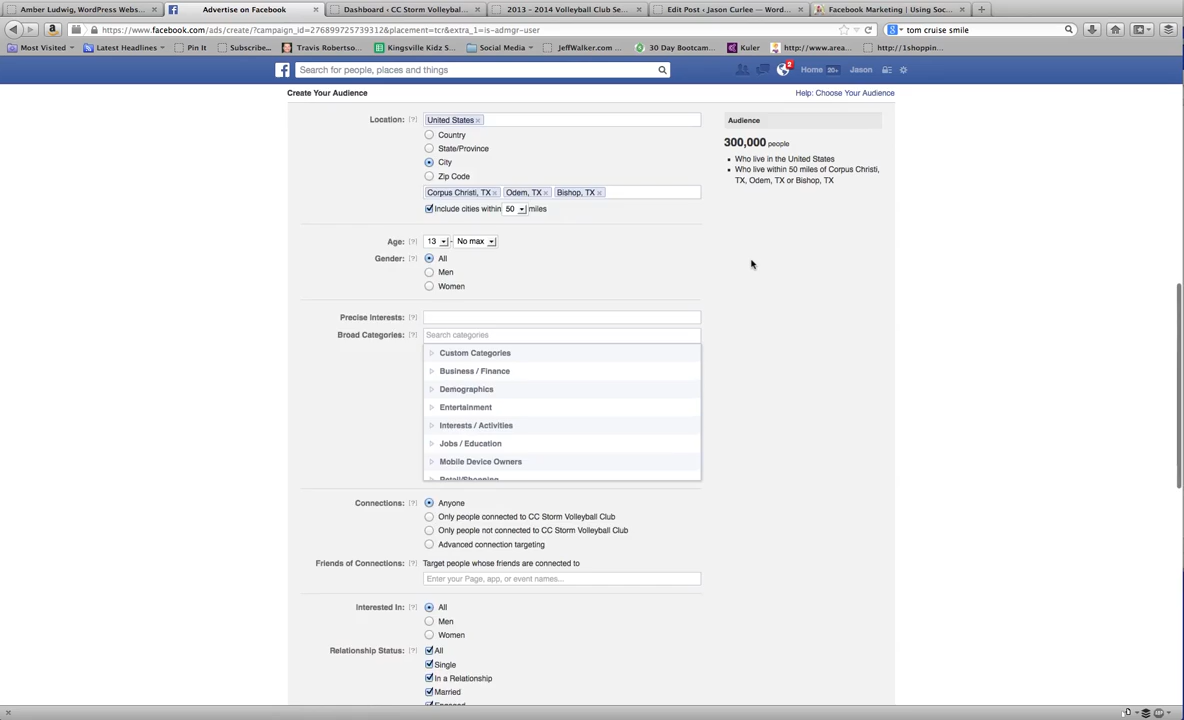 Amber Ludwig, WordPress Webs... ×
Advertise on Facebook ×
Dashboard ‹ CC Storm Volleyball... ×
2013 – 2014 Volleyball Club Se... ×
Edit Post ‹ Jason Curlee — Word... ×
Facebook Marketing | Using Soc... ×
https://www.facebook.com/ads/create/?campaign_id=276899725739312&placement=tcr&extra_1=is-admgr-user
tom cruise smile
Most Visited
Latest Headlines
Pin It
Subscribe...
Travis Robertso...
Kingsville Kidz S...
Social Media
JeffWalker.com ...
30 Day Bootcam...
Kuler
http://www.area...
http://1shoppin...
Search for people, places and things
2
Home 20+
Jason
Create Your Audience
Help: Choose Your Audience
Location: [?]
United States ×
Country
State/Province
City
Zip Code
Corpus Christi, TX × Odem, TX × Bishop, TX ×
Include cities within 50 miles
Audience
300,000 people
Who live in the United States
Who live within 50 miles of Corpus Christi,
TX, Odem, TX or Bishop, TX
Age: [?] 13 - No max
Gender: [?] All
Men
Women
Precise Interests: [?]
Broad Categories: [?] Search categories
Custom Categories
Business / Finance
Demographics
Entertainment
Interests / Activities
Jobs / Education
Mobile Device Owners
Retail/Shopping
Connections: [?] Anyone
Only people connected to CC Storm Volleyball Club
Only people not connected to CC Storm Volleyball Club
Advanced connection targeting
Friends of Connections: [?] Target people whose friends are connected to
Enter your Page, app, or event names...
Interested In: [?] All
Men
Women
Relationship Status: [?] All
Single
In a Relationship
Married
Engaged